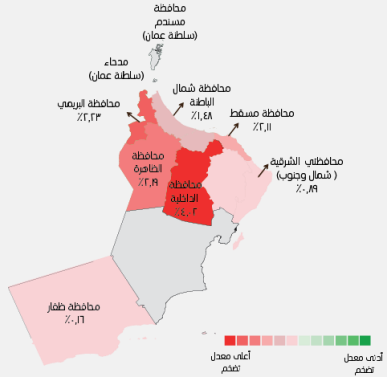 محافظة
مسندم
(سلطنة عمان)
مدحاء
(سلطنة عمان)
محافظة شمال
الباطنة
٪١,٤٨
محافظة البريمي
٪٢,٢٣
محافظة مسقط
٪٢,١١
محافظتي الشرقية
(شمال وجنوب)
٪٠,٨٩
محافظة
الظاهرة
٪٢,١٩
محافظة
الداخلية
٪٤,٠٢
محافظة ظفار
٪٠,١٦
أعلى معدل
تضخم
أدنى معدل
تضخم